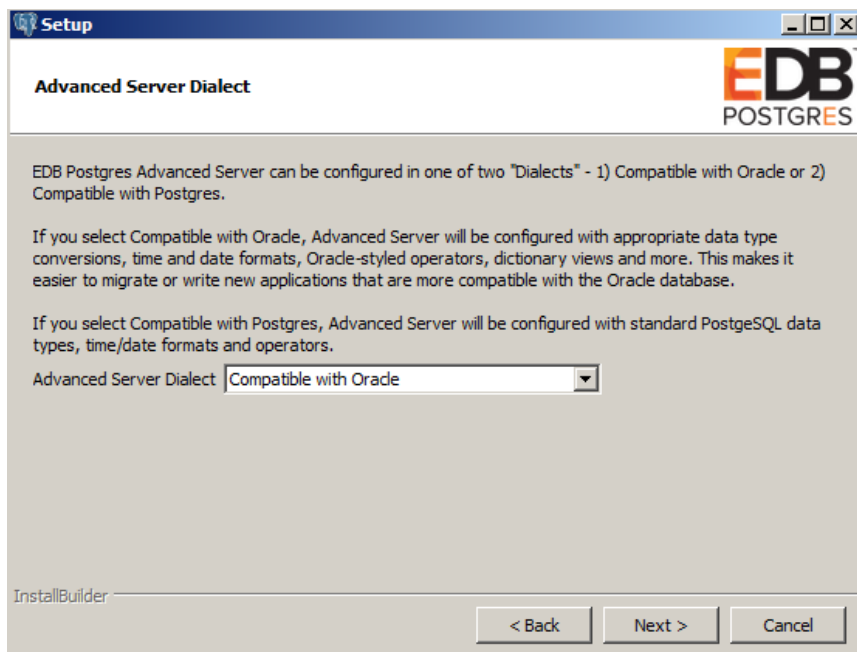 Setup
Advanced Server Dialect
EDB
POSTGRES
EDB Postgres Advanced Server can be configured in one of two "Dialects" - 1) Compatible with Oracle or 2)
Compatible with Postgres.
If you select Compatible with Oracle, Advanced Server will be configured with appropriate data type
conversions, time and date formats, Oracle-styled operators, dictionary views and more. This makes it
easier to migrate or write new applications that are more compatible with the Oracle database.
If you select Compatible with Postgres, Advanced Server will be configured with standard PostgeSQL data
types, time/date formats and operators.
Advanced Server Dialect Compatible with Oracle
InstallBuilder
< Back Next > Cancel